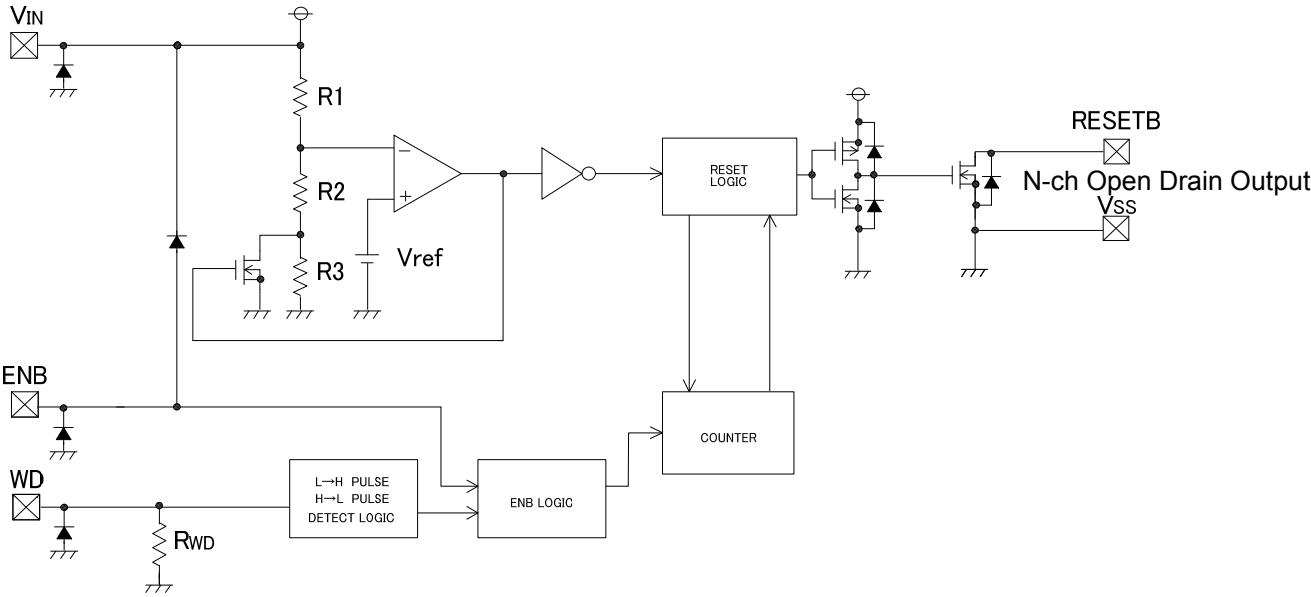 VIN
R1
R2
R3
Vref
−
+
RESET
LOGIC
RESETB
N-ch Open Drain Output
VSS
ENB
COUNTER
WD
L→H PULSE
H→L PULSE
DETECT LOGIC
ENB LOGIC
RWD